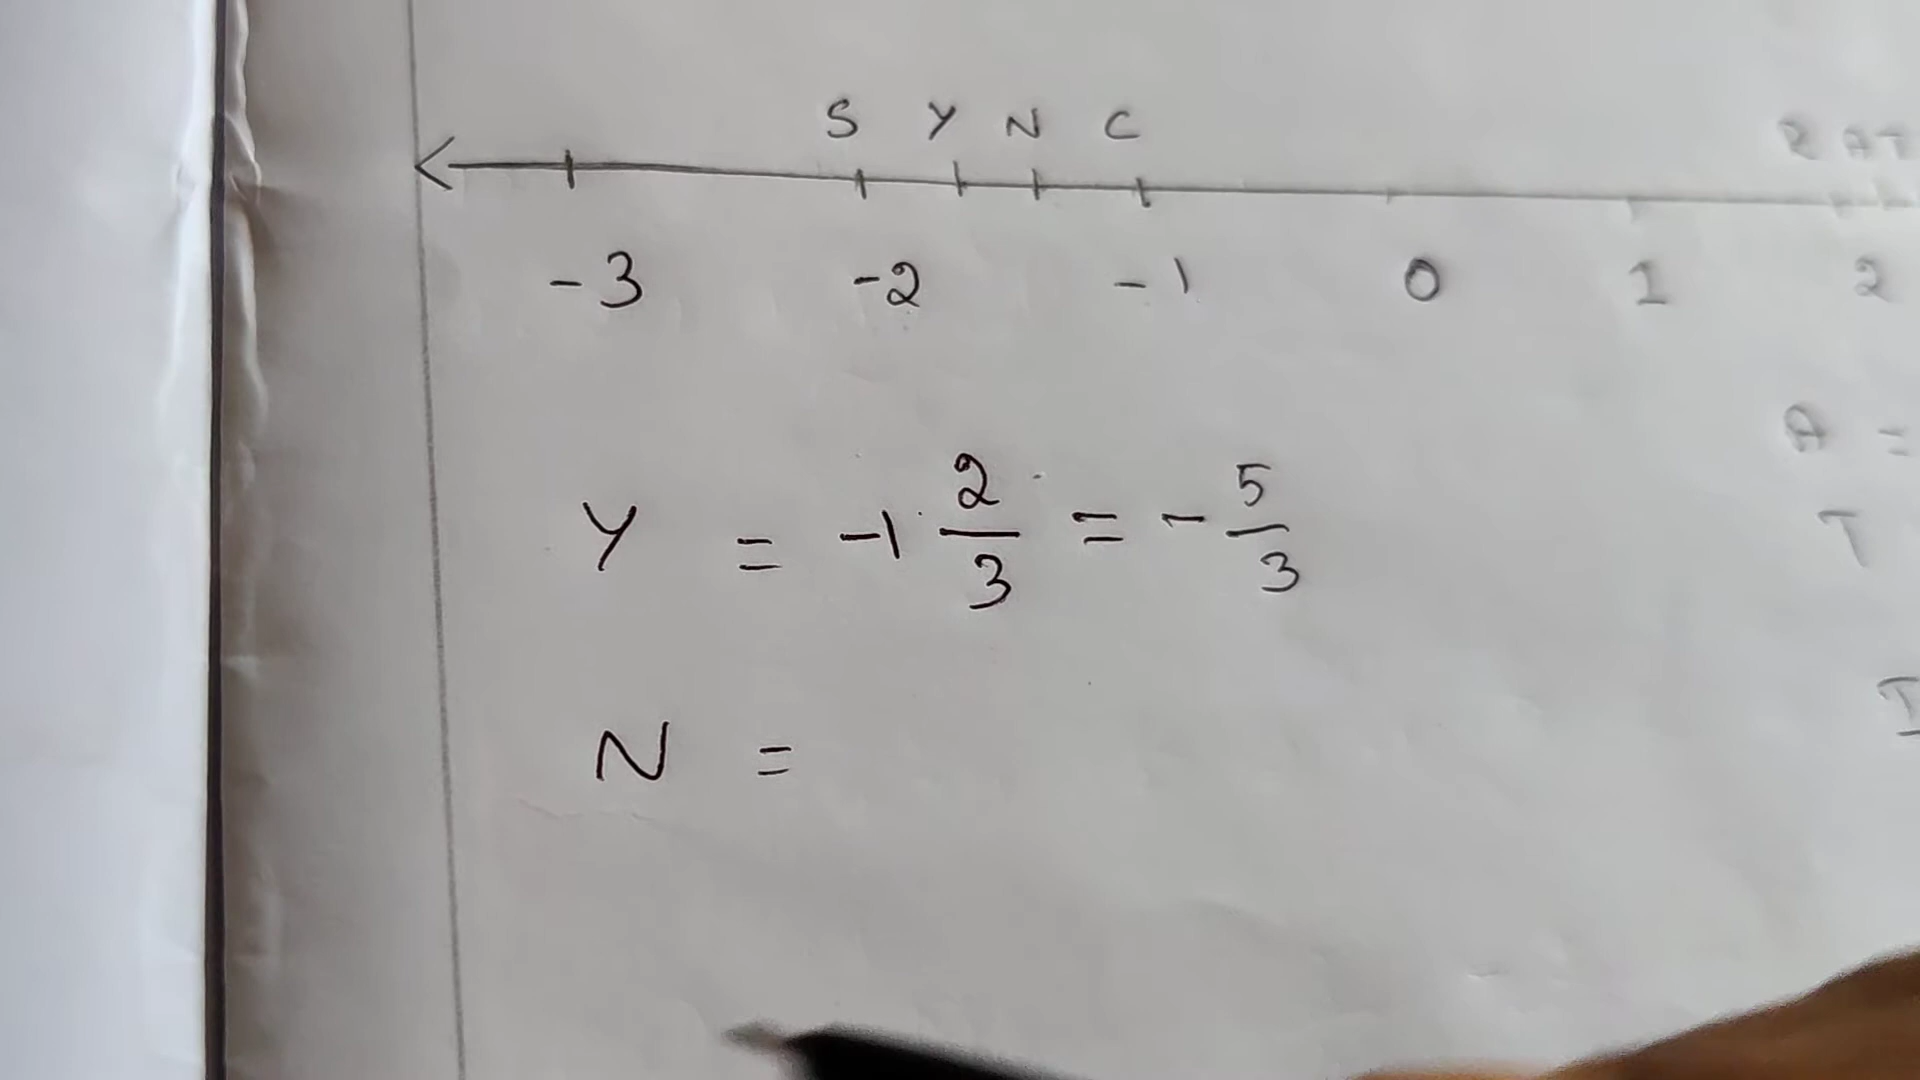 S Y N C
R A T
-3 -2 -1 0 1 2
A =
Y = -1 2/3 = - 5/3
T
I
N =